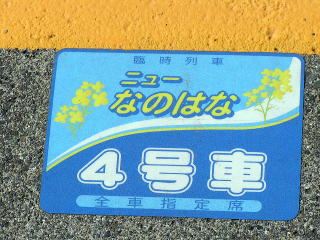 臨時列車
ニュー
なのはな
4号車
全車指定席